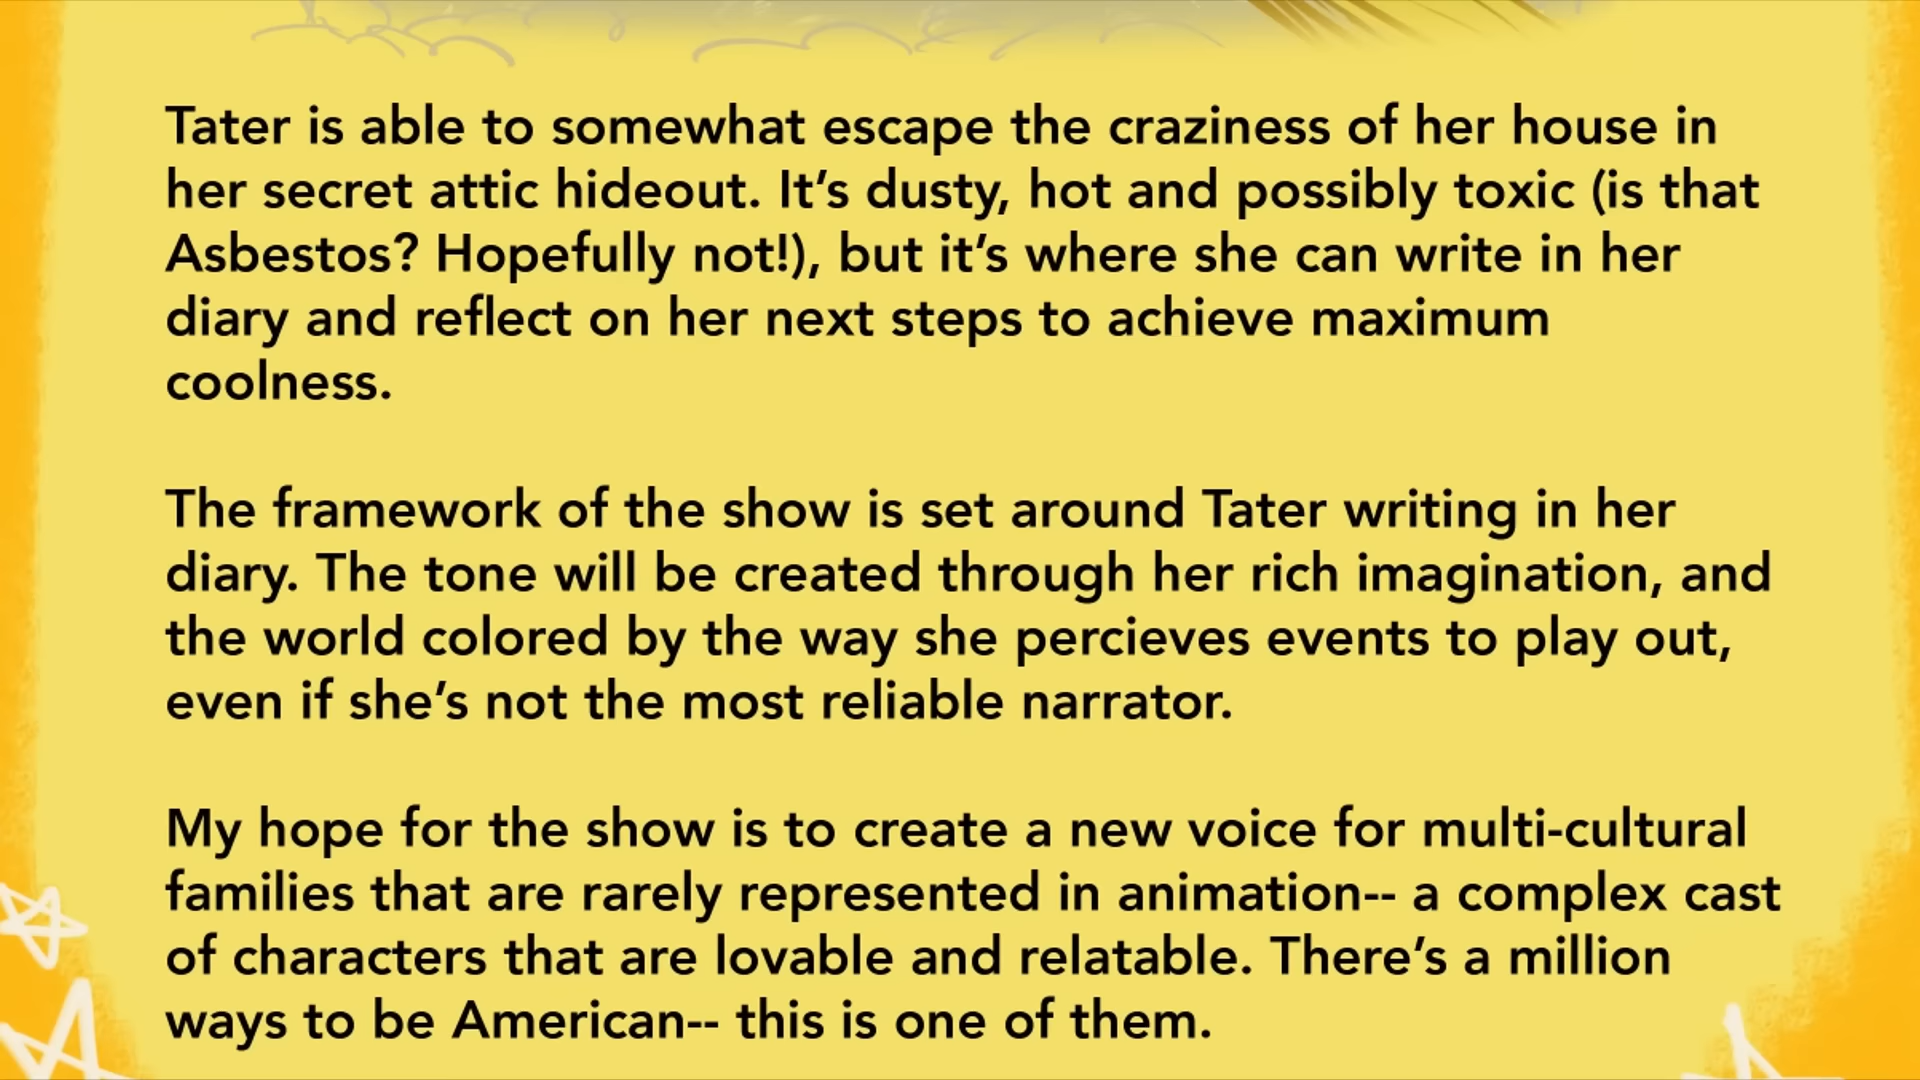 Tater is able to somewhat escape the craziness of her house in
her secret attic hideout. It’s dusty, hot and possibly toxic (is that
Asbestos? Hopefully not!), but it’s where she can write in her
diary and reflect on her next steps to achieve maximum
coolness.
The framework of the show is set around Tater writing in her
diary. The tone will be created through her rich imagination, and
the world colored by the way she percieves events to play out,
even if she’s not the most reliable narrator.
My hope for the show is to create a new voice for multi-cultural
families that are rarely represented in animation-- a complex cast
of characters that are lovable and relatable. There’s a million
ways to be American-- this is one of them.